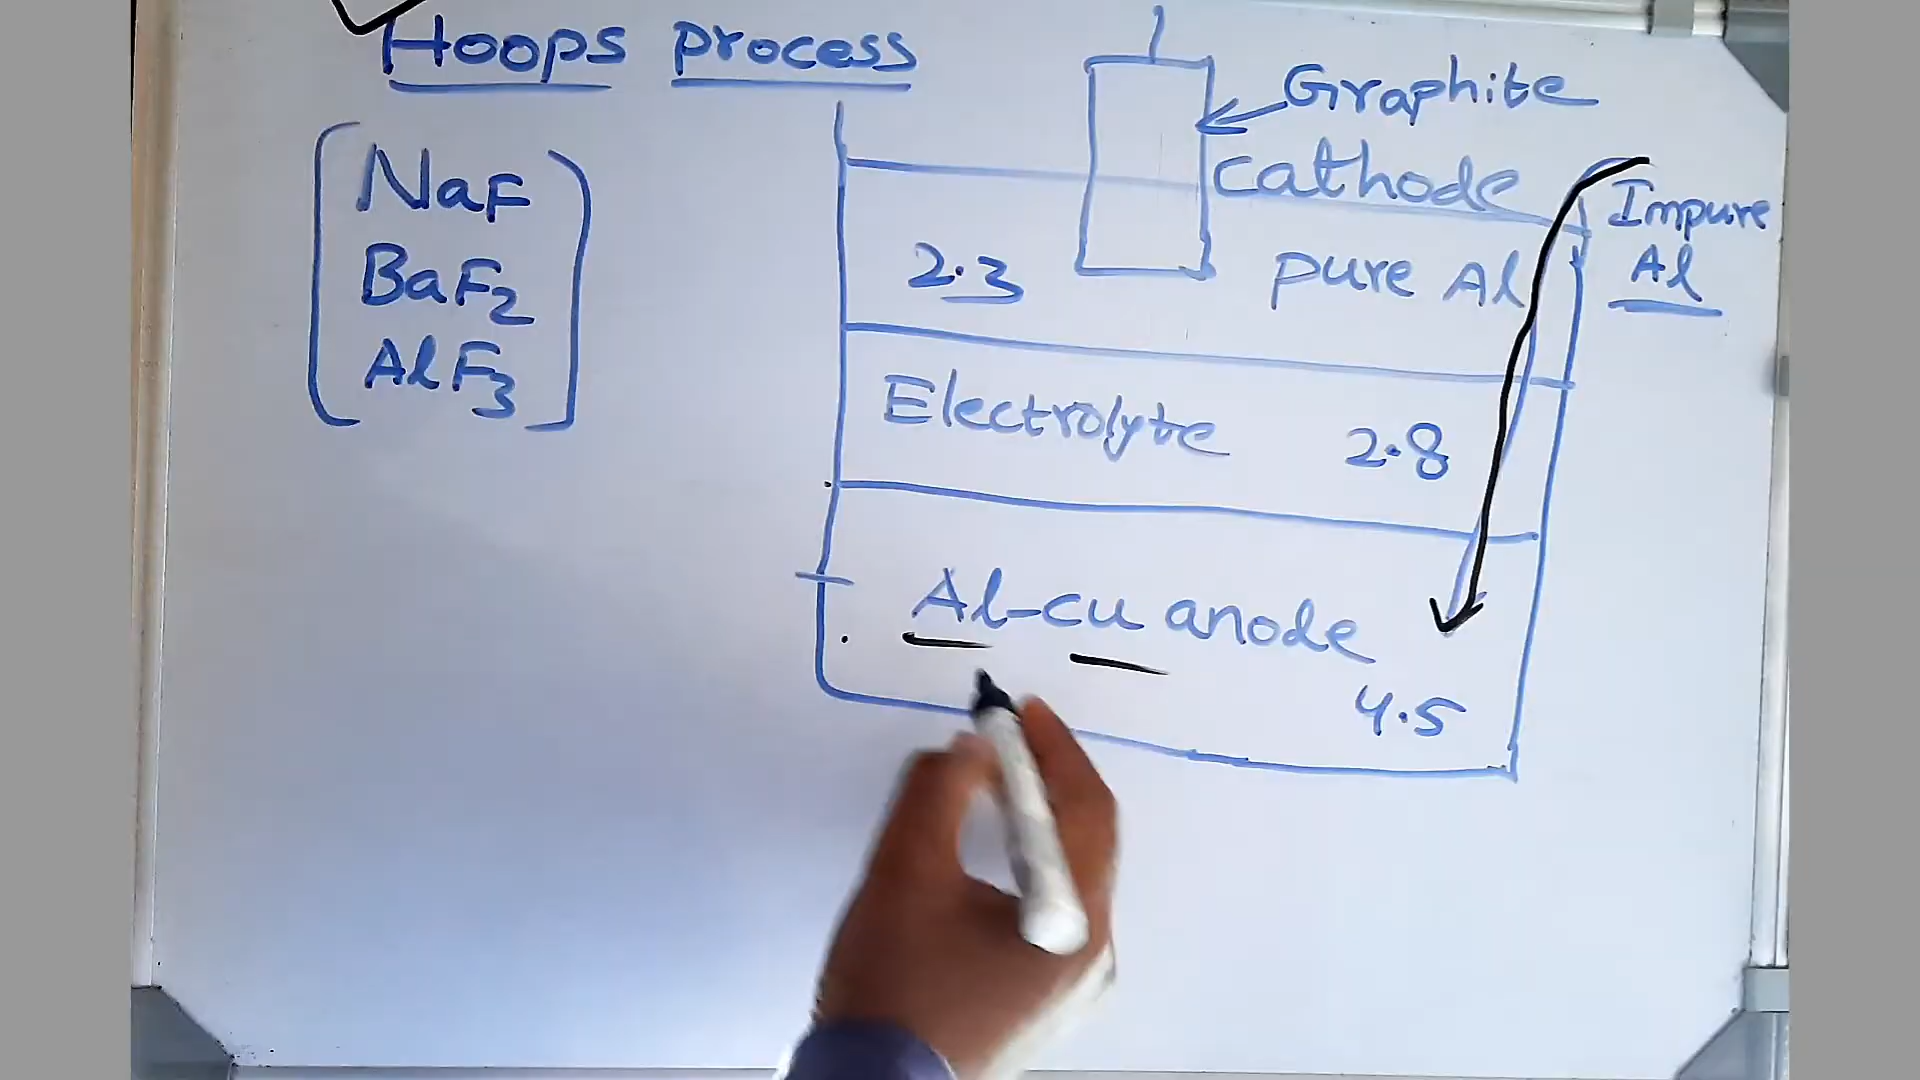 Hoops process
NaF
BaF2
AlF3
Graphite
cathode
Impure
Al
2.3
pure Al
Electrolyte 2.8
Al-cu anode
4.5